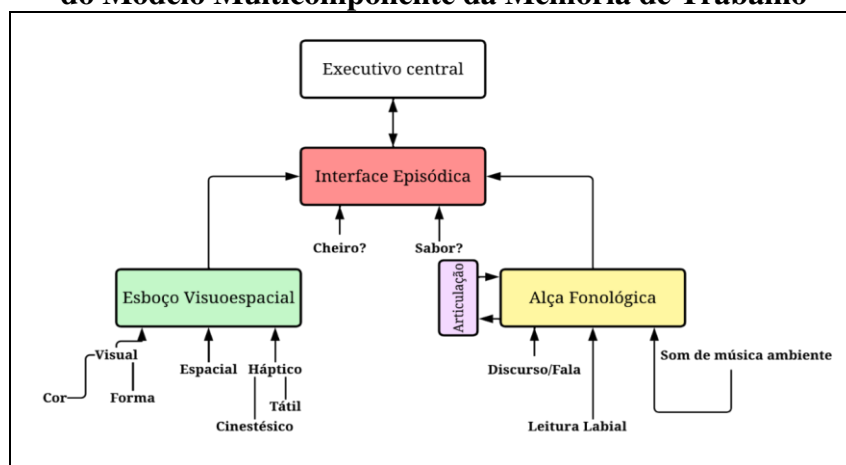 do Modelo Multicomponente da Memória de Trabalho
Executivo central
Interface Episódica
Cheiro?
Sabor?
Esboço Visuoespacial
Articulação
Alça Fonológica
Visual
Espacial
Háptico
Discurso/Fala
Som de música ambiente
Cor
Forma
Tátil
Cinestésico
Leitura Labial